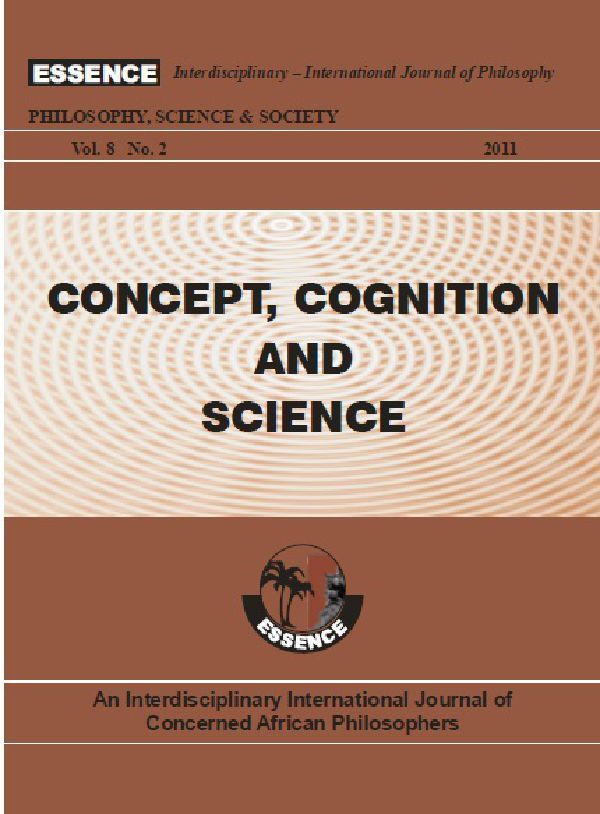 ESSENCE Interdisciplinary – International Journal of Philosophy
PHILOSOPHY, SCIENCE & SOCIETY
Vol. 8 No. 2 2011
CONCEPT, COGNITION
AND
SCIENCE
ESSENCE
An Interdisciplinary International Journal of
Concerned African Philosophers